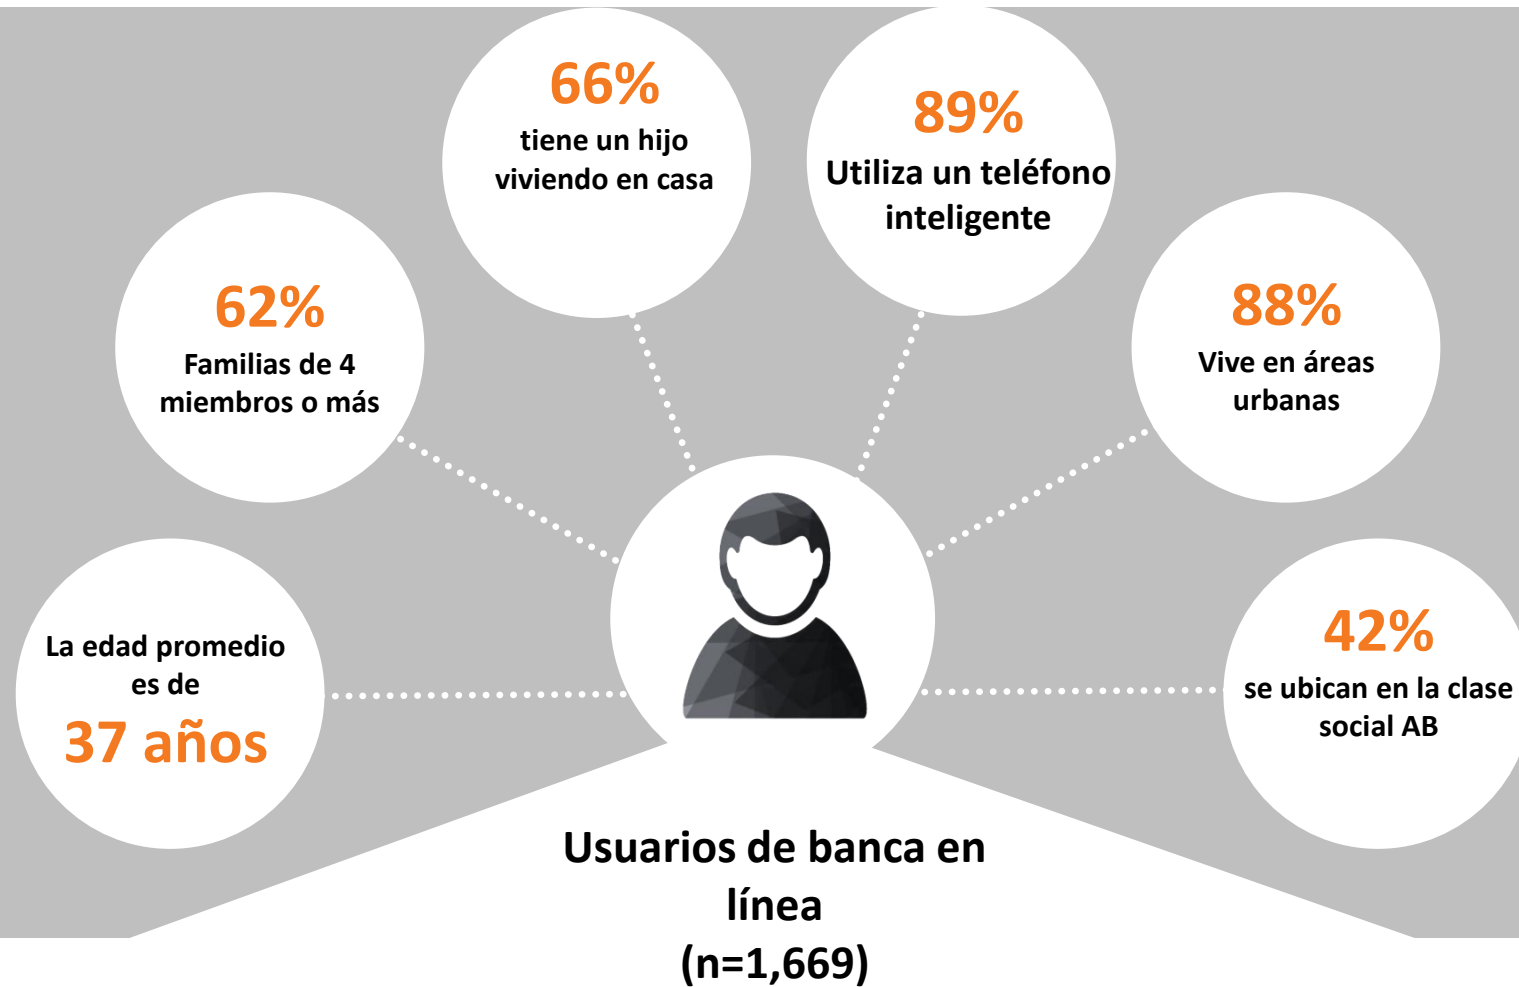 66%
tiene un hijo
viviendo en casa
89%
Utiliza un teléfono
inteligente
62%
Familias de 4
miembros o más
88%
Vive en áreas
urbanas
La edad promedio
es de
37 años
42%
se ubican en la clase
social AB
Usuarios de banca en
línea
(n=1,669)